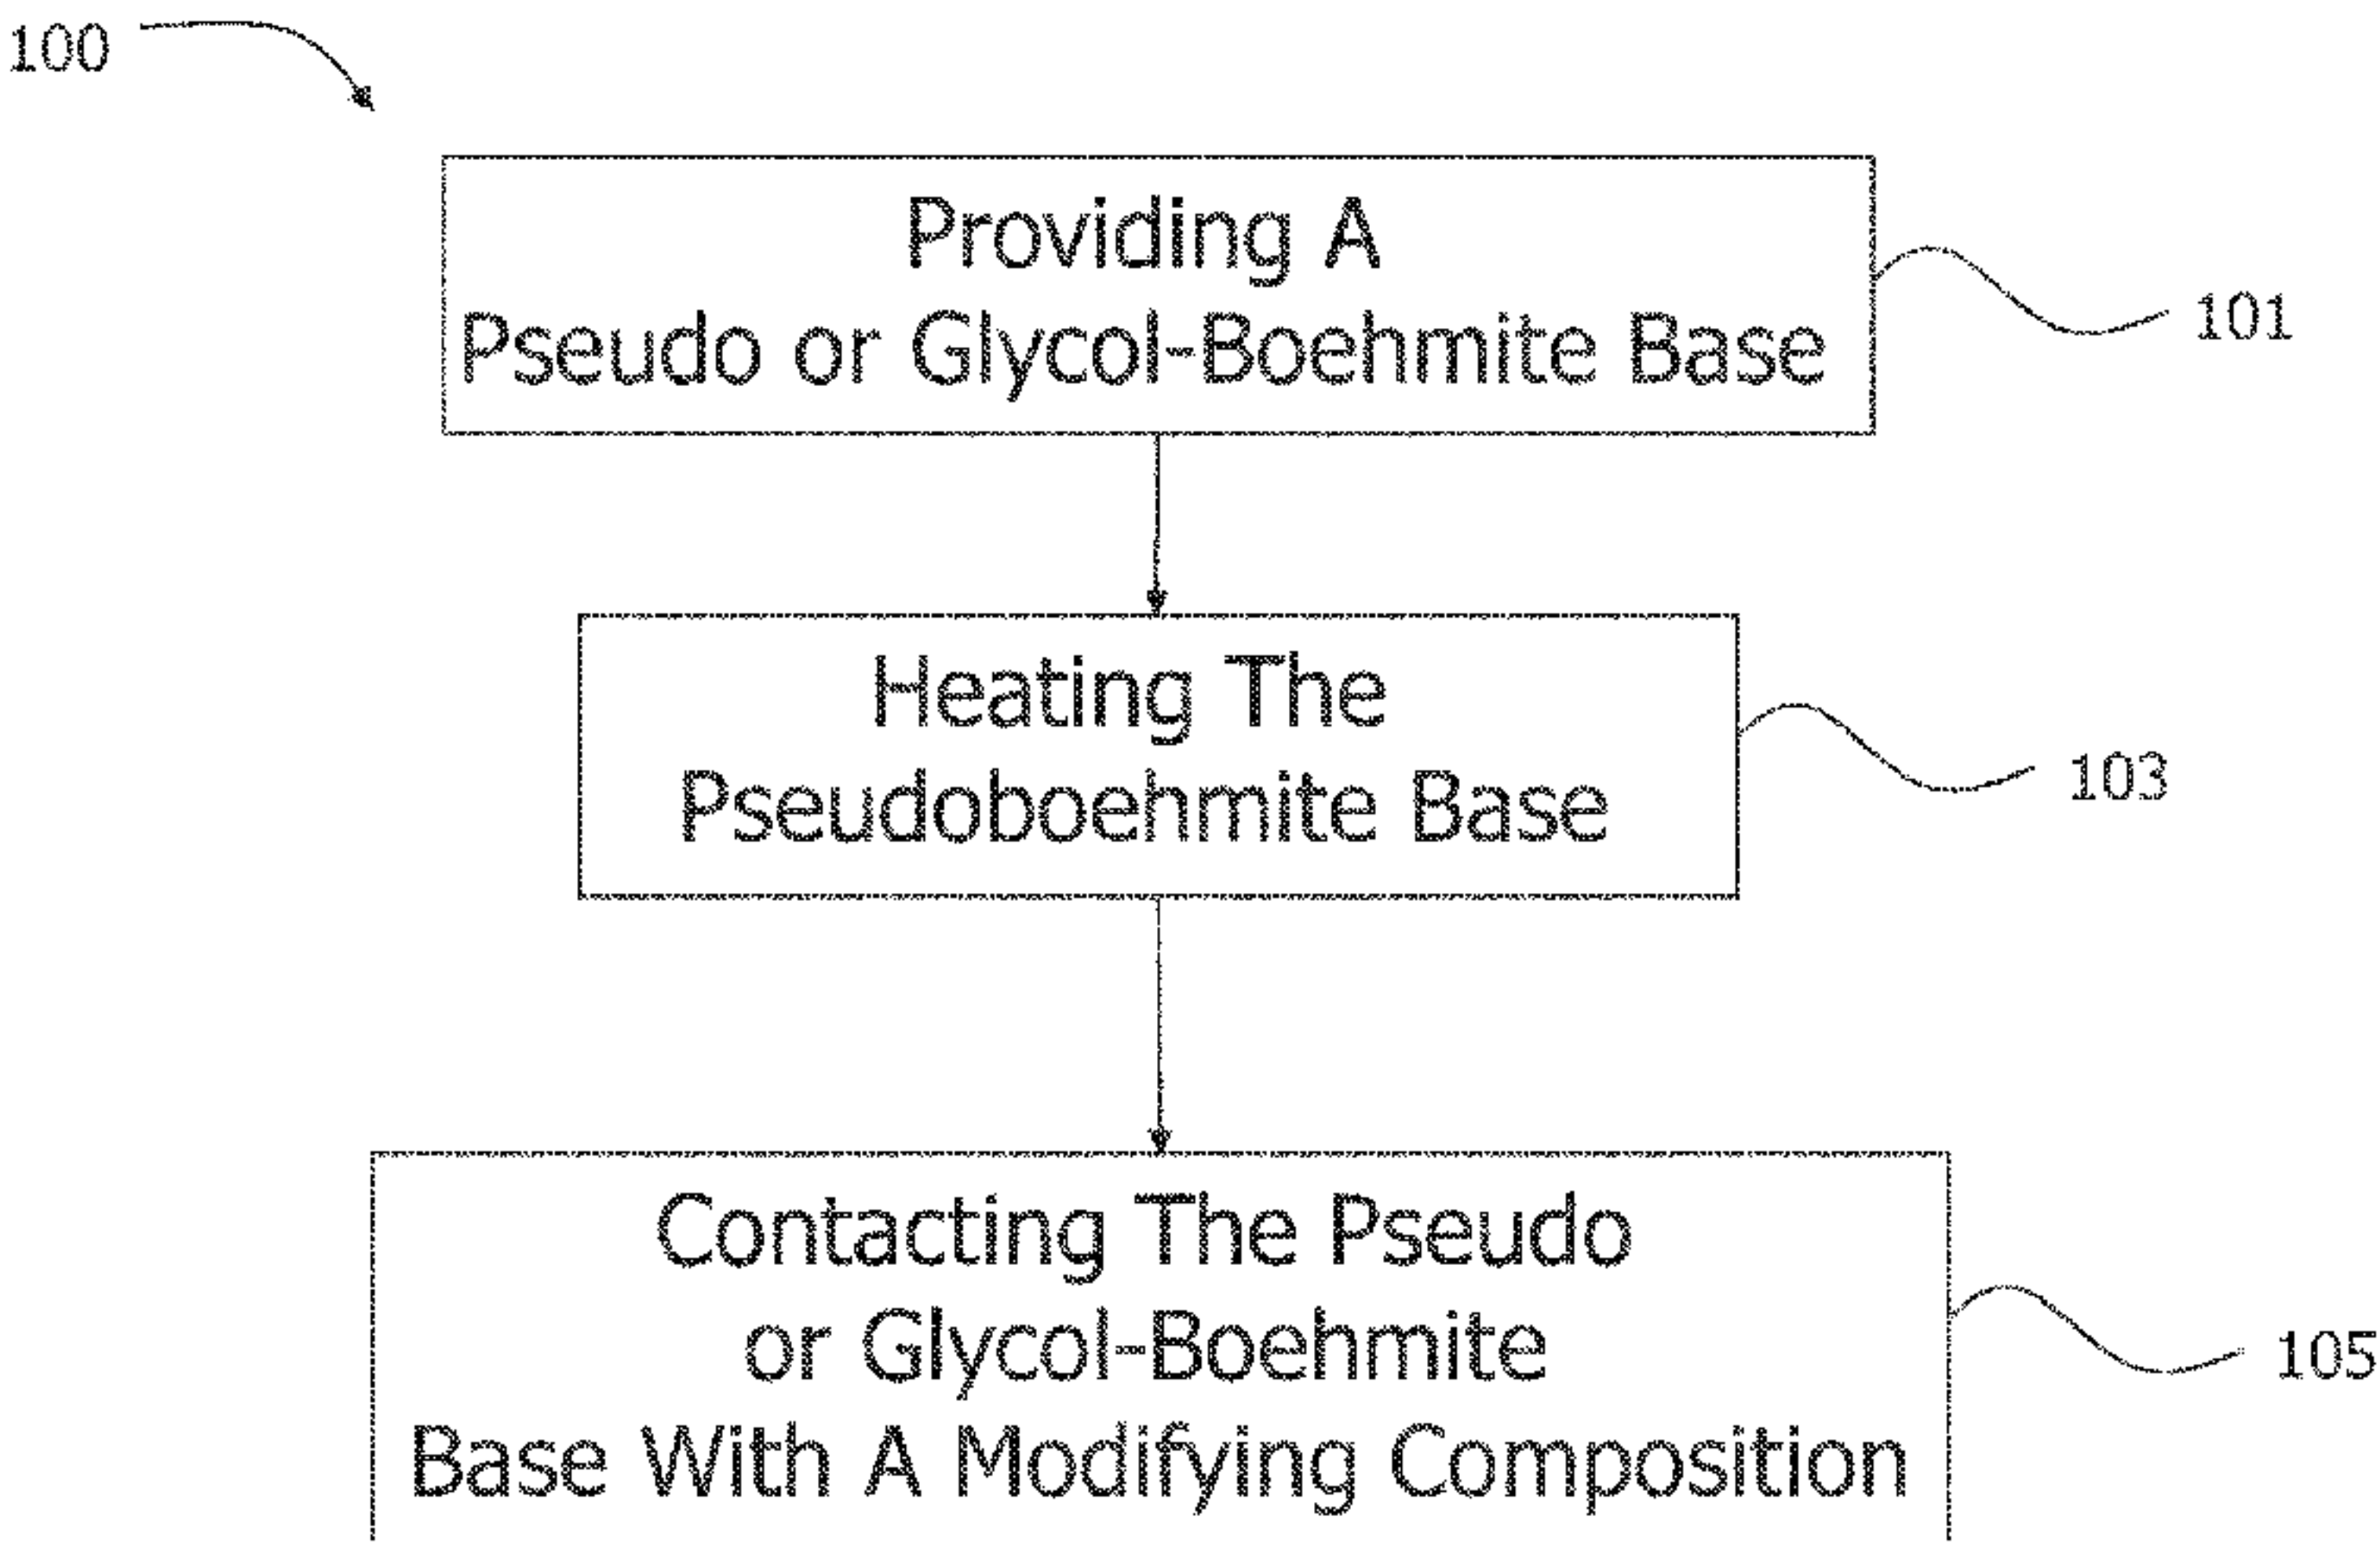 100
Providing A
Pseudo or Glycol-Boehmite Base
101
Heating The
Pseudoboehmite Base
103
Contacting The Pseudo
or Glycol-Boehmite
Base With A Modifying Composition
105